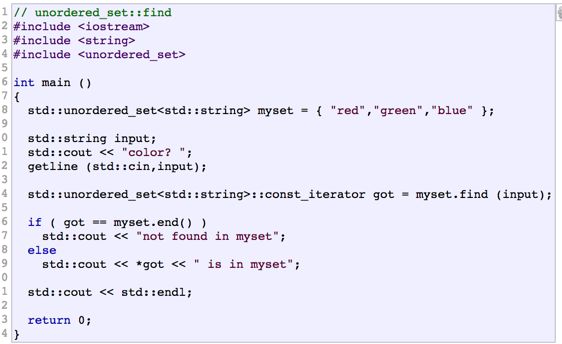 1 // unordered_set::find
2 #include <iostream>
3 #include <string>
4 #include <unordered_set>
5
6 int main ()
7 {
8   std::unordered_set<std::string> myset = { "red","green","blue" };
9
0   std::string input;
1   std::cout << "color? ";
2   getline (std::cin,input);
3
4   std::unordered_set<std::string>::const_iterator got = myset.find (input);
5
6   if ( got == myset.end() )
7     std::cout << "not found in myset";
8   else
9     std::cout << *got << " is in myset";
0
1   std::cout << std::endl;
2
3   return 0;
4 }